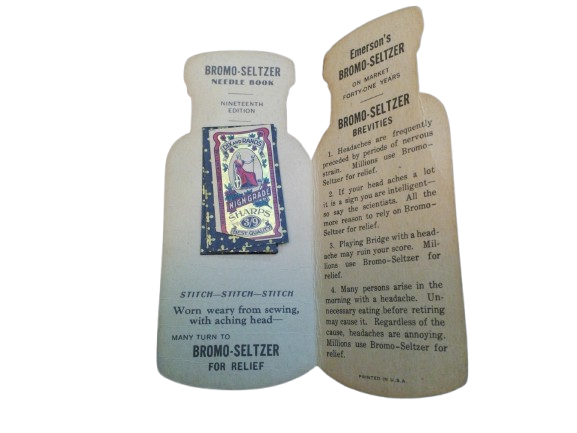 BROMO-SELTZER
NEEDLE BOOK
NINETEENTH
EDITION
HIGH GRADE
SHARPS
3/9
BEST QUALITY
STITCH—STITCH—STITCH
Worn weary from sewing,
with aching head—
MANY TURN TO
BROMO-SELTZER
FOR RELIEF
Emerson's
BROMO-SELTZER
ON MARKET
FORTY-ONE YEARS
BROMO-SELTZER
BREVITIES
1. Headaches are frequently
preceded by periods of nervous
strain. Millions use Bromo-
Seltzer for relief.
2. If your head aches a lot
it is a sign you are intelligent—
so say the scientists. All the
more reason to rely on Bromo-
Seltzer for relief.
3. Playing Bridge with a head-
ache may ruin your score. Mil-
lions use Bromo-Seltzer for
relief.
4. Many persons arise in the
morning with a headache. Un-
necessary eating before retiring
may cause it. Regardless of the
cause, headaches are annoying.
Millions use Bromo-Seltzer for
relief.
PRINTED IN U.S.A.